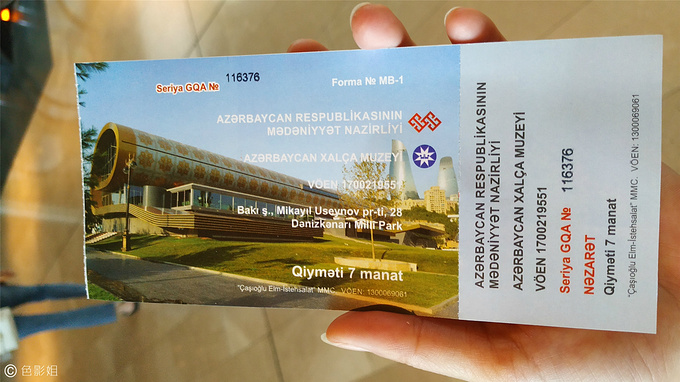 Seriya GQA № 116376
Forma № MB-1
AZƏRBAYCAN RESPUBLİKASININ
MƏDƏNİYYƏT NAZİRLİYİ
AZƏRBAYCAN XALÇA MUZEYİ
VÖEN 1700219551
Bakı ş., Mikayıl Useynov pr-ti, 28
Dənizkənarı Milli Park
Qiyməti 7 manat
"Çaşıoğlu Elm-İstehsalat" MMC. VÖEN: 1300069061
AZƏRBAYCAN RESPUBLİKASININ
MƏDƏNİYYƏT NAZİRLİYİ
AZƏRBAYCAN XALÇA MUZEYİ
VÖEN 1700219551
Seriya GQA № 116376
NƏZARƏT
Qiyməti 7 manat
"Çaşıoğlu Elm-İstehsalat" MMC. VÖEN: 1300069061
© 色影姐